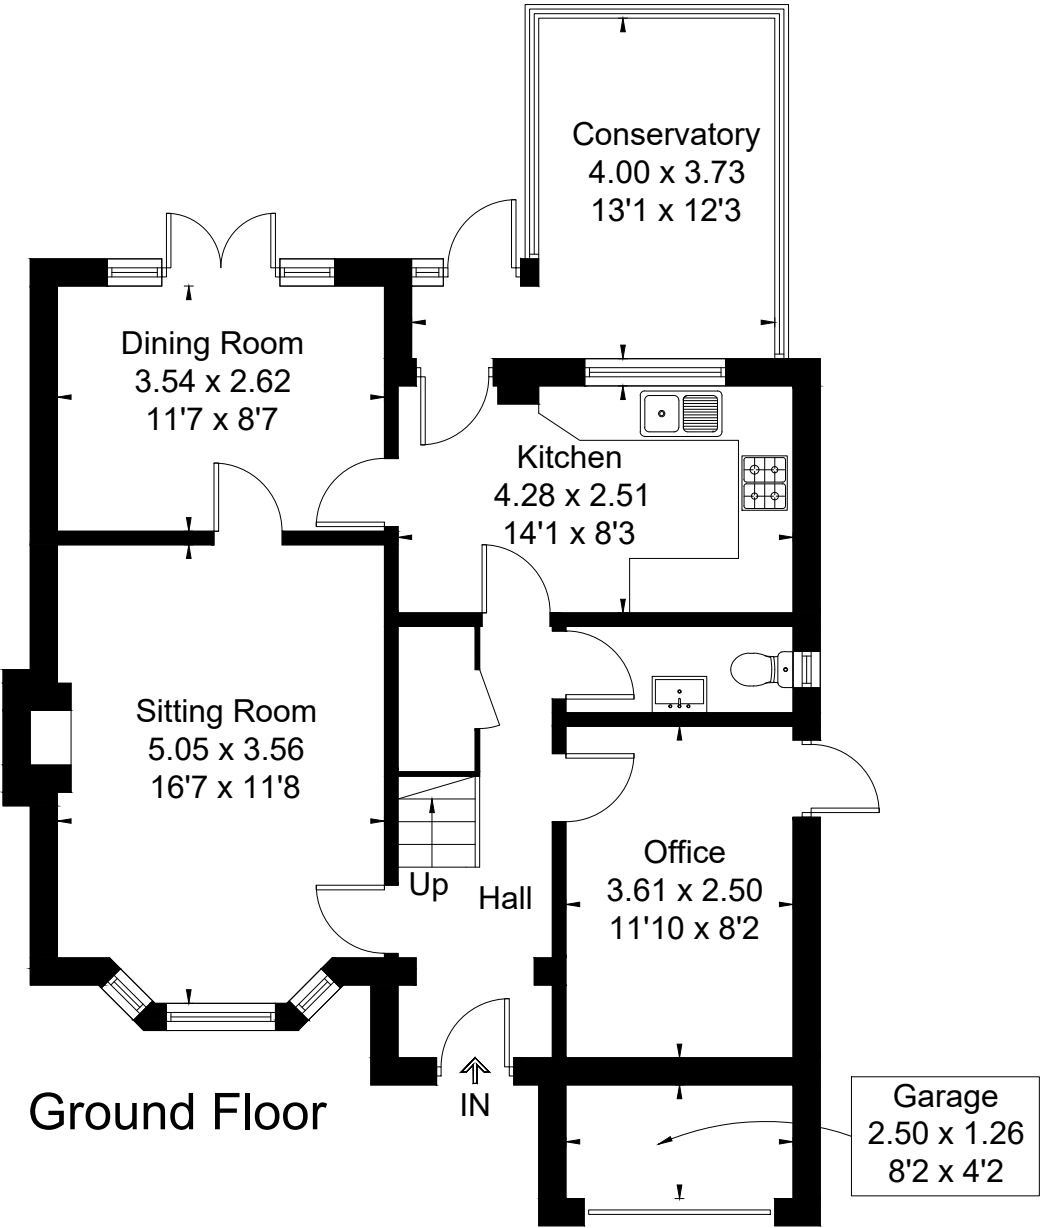 Conservatory
4.00 x 3.73
13'1 x 12'3
Dining Room
3.54 x 2.62
11'7 x 8'7
Kitchen
4.28 x 2.51
14'1 x 8'3
Sitting Room
5.05 x 3.56
16'7 x 11'8
Up
Hall
Office
3.61 x 2.50
11'10 x 8'2
IN
Ground Floor
Garage
2.50 x 1.26
8'2 x 4'2